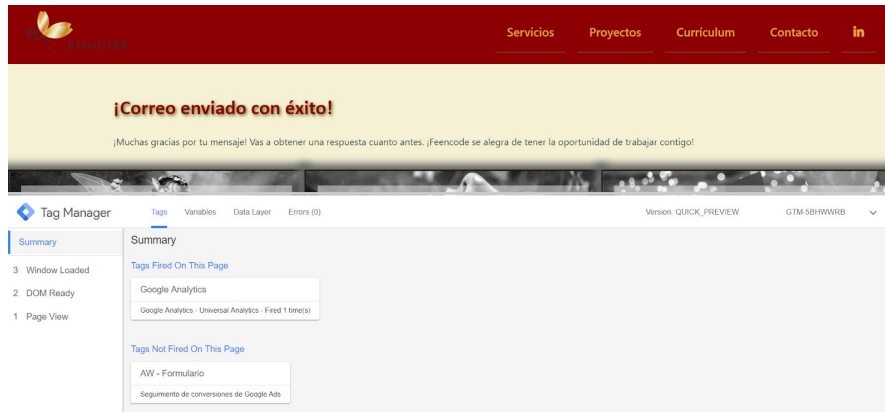 Servicios Proyectos Currículum Contacto in
¡Correo enviado con éxito!
¡Muchas gracias por tu mensaje! Vas a obtener una respuesta cuanto antes. ¡Feencode se alegra de tener la oportunidad de trabajar contigo!
Tag Manager Tags Variables Data Layer Errors (0) Version: QUICK_PREVIEW GTM-5BHWWRB
Summary
Summary
Tags Fired On This Page
3 Window Loaded
Google Analytics
2 DOM Ready
Google Analytics - Universal Analytics - Fired 1 time(s)
1 Page View
Tags Not Fired On This Page
AW - Formulario
Seguimiento de conversiones de Google Ads